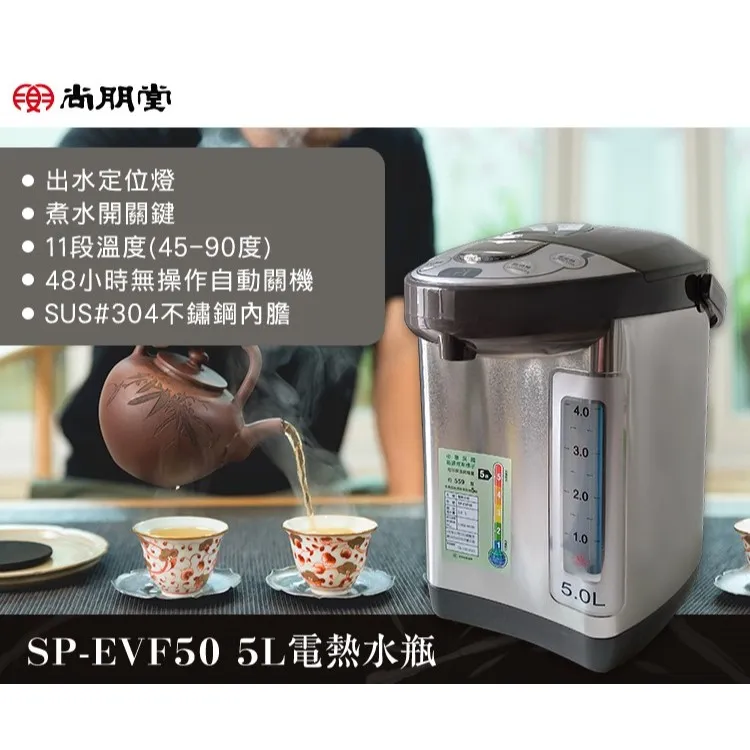 尚朋堂
出水定位燈
煮水開關鍵
11段溫度(45-90度)
48小時無操作自動關機
SUS#304不鏽鋼內膽
4.0
3.0
2.0
1.0
5.0L
SP-EVF50 5L電熱水瓶